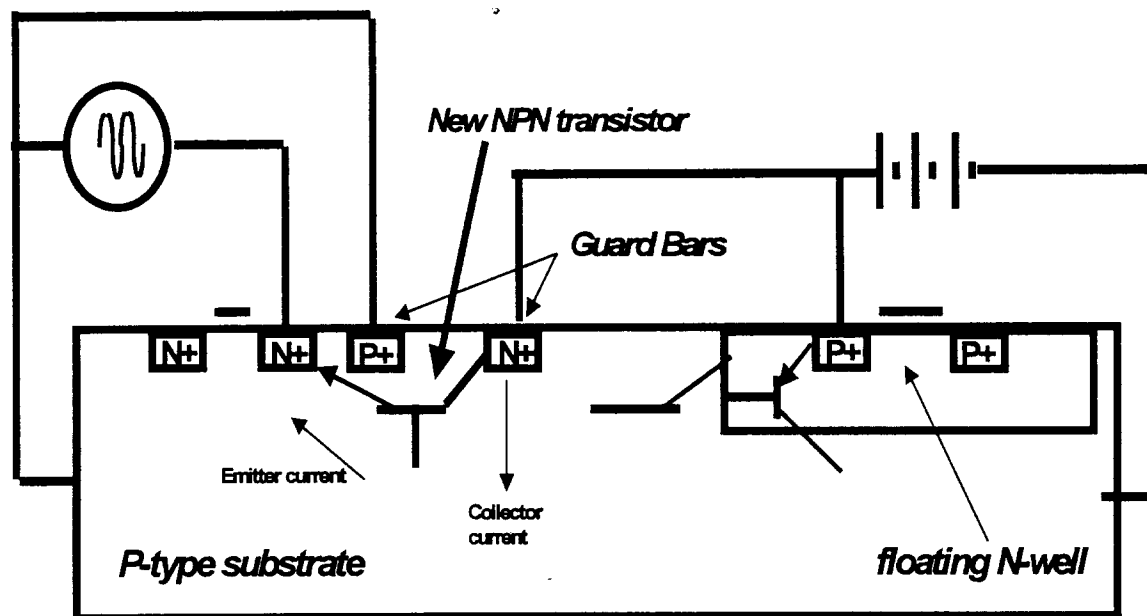 New NPN transistor
Guard Bars
N+ N+ P+ N+ P+ P+
Emitter current
Collector
current
P-type substrate
floating N-well